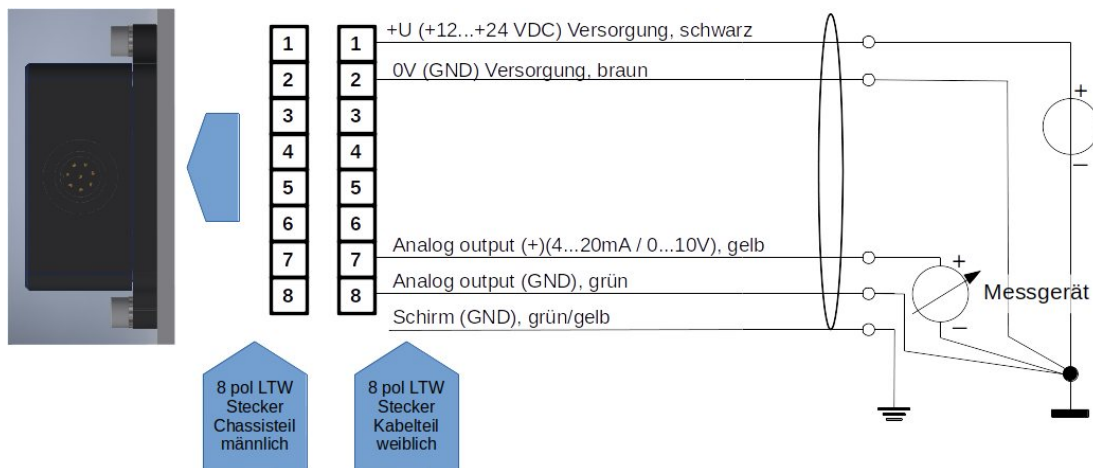 +U (+12...+24 VDC) Versorgung, schwarz
1
1
0V (GND) Versorgung, braun
2
2
3
3
4
4
5
5
6
6
Analog output (+)(4...20mA / 0...10V), gelb
7
7
Analog output (GND), grün
8
8
Schirm (GND), grün/gelb
+
–
+
–
Messgerät
8 pol LTW
Stecker
Chassisteil
männlich
8 pol LTW
Stecker
Kabelteil
weiblich